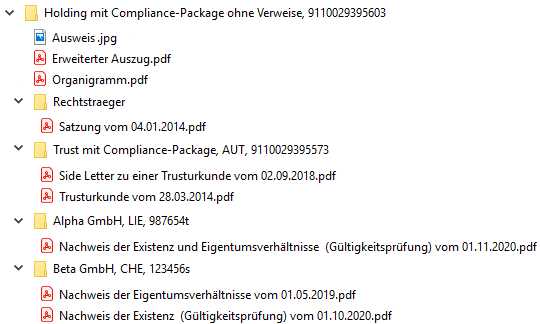 Holding mit Compliance-Package ohne Verweise, 9110029395603
Ausweis .jpg
Erweiterter Auszug.pdf
Organigramm.pdf
Rechtstraeger
Satzung vom 04.01.2014.pdf
Trust mit Compliance-Package, AUT, 9110029395573
Side Letter zu einer Trusturkunde vom 02.09.2018.pdf
Trusturkunde vom 28.03.2014.pdf
Alpha GmbH, LIE, 987654t
Nachweis der Existenz und Eigentumsverhältnisse  (Gültigkeitsprüfung) vom 01.11.2020.pdf
Beta GmbH, CHE, 123456s
Nachweis der Eigentumsverhältnisse vom 01.05.2019.pdf
Nachweis der Existenz  (Gültigkeitsprüfung) vom 01.10.2020.pdf